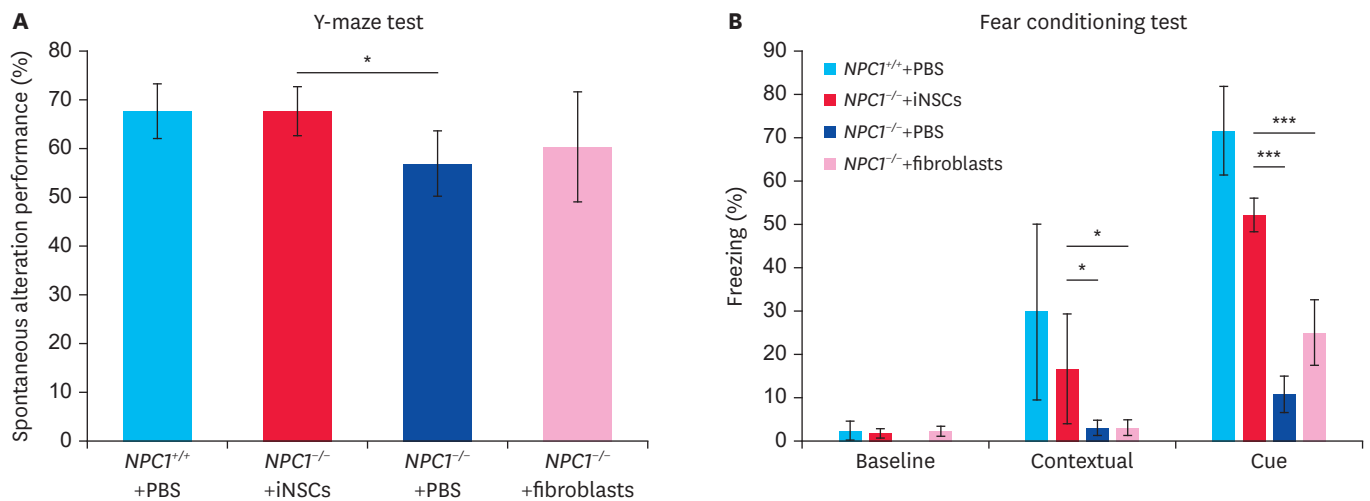 A
Y-maze test
Spontaneous alteration performance (%)
80
70
60
50
40
30
20
10
0
*
NPC1+/+
+PBS
NPC1−/−
+iNSCs
NPC1−/−
+PBS
NPC1−/−
+fibroblasts
B
Fear conditioning test
Freezing (%)
90
80
70
60
50
40
30
20
10
0
NPC1+/++PBS
NPC1−/−+iNSCs
NPC1−/−+PBS
NPC1−/−+fibroblasts
*
*
***
***
Baseline
Contextual
Cue